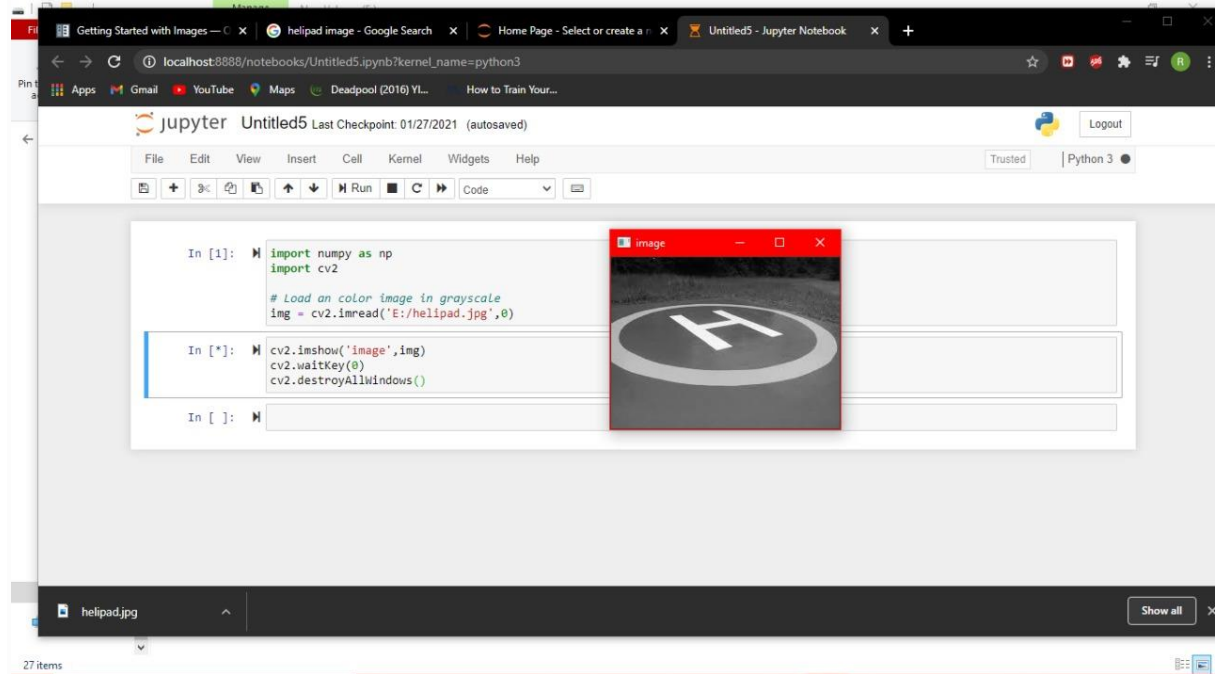 Getting Started with Images —
helipad image - Google Search
Home Page - Select or create a n
Untitled5 - Jupyter Notebook
localhost:8888/notebooks/Untitled5.ipynb?kernel_name=python3
R
Apps
Gmail
YouTube
Maps
Deadpool (2016) YI...
How to Train Your...
jupyter Untitled5 Last Checkpoint: 01/27/2021 (autosaved)
Logout
File Edit View Insert Cell Kernel Widgets Help
Trusted
Python 3
Run
Code
In [1]:
import numpy as np
import cv2
# Load an color image in grayscale
img = cv2.imread('E:/helipad.jpg',0)
In [*]:
cv2.imshow('image',img)
cv2.waitKey(0)
cv2.destroyAllWindows()
In [ ]:
image
H
helipad.jpg
Show all
27 items